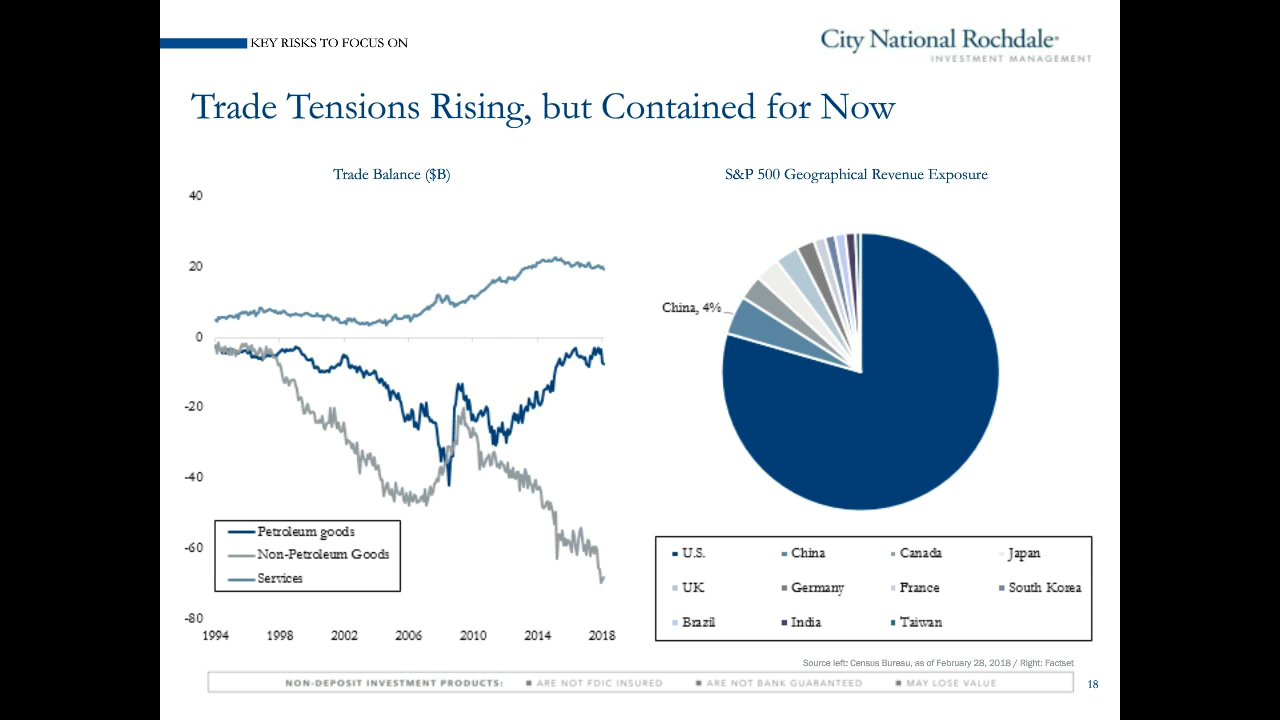 KEY RISKS TO FOCUS ON
City National Rochdale
INVESTMENT MANAGEMENT
Trade Tensions Rising, but Contained for Now
Trade Balance ($B)
40
20
0
-20
-40
-60
-80
1994 1998 2002 2006 2010 2014 2018
Petroleum goods
Non-Petroleum Goods
Services
S&P 500 Geographical Revenue Exposure
China, 4%
U.S. China Canada Japan
UK Germany France South Korea
Brazil India Taiwan
Source left: Census Bureau, as of February 28, 2018 / Right: Factset
NON-DEPOSIT INVESTMENT PRODUCTS: ■ ARE NOT FDIC INSURED ■ ARE NOT BANK GUARANTEED ■ MAY LOSE VALUE
18